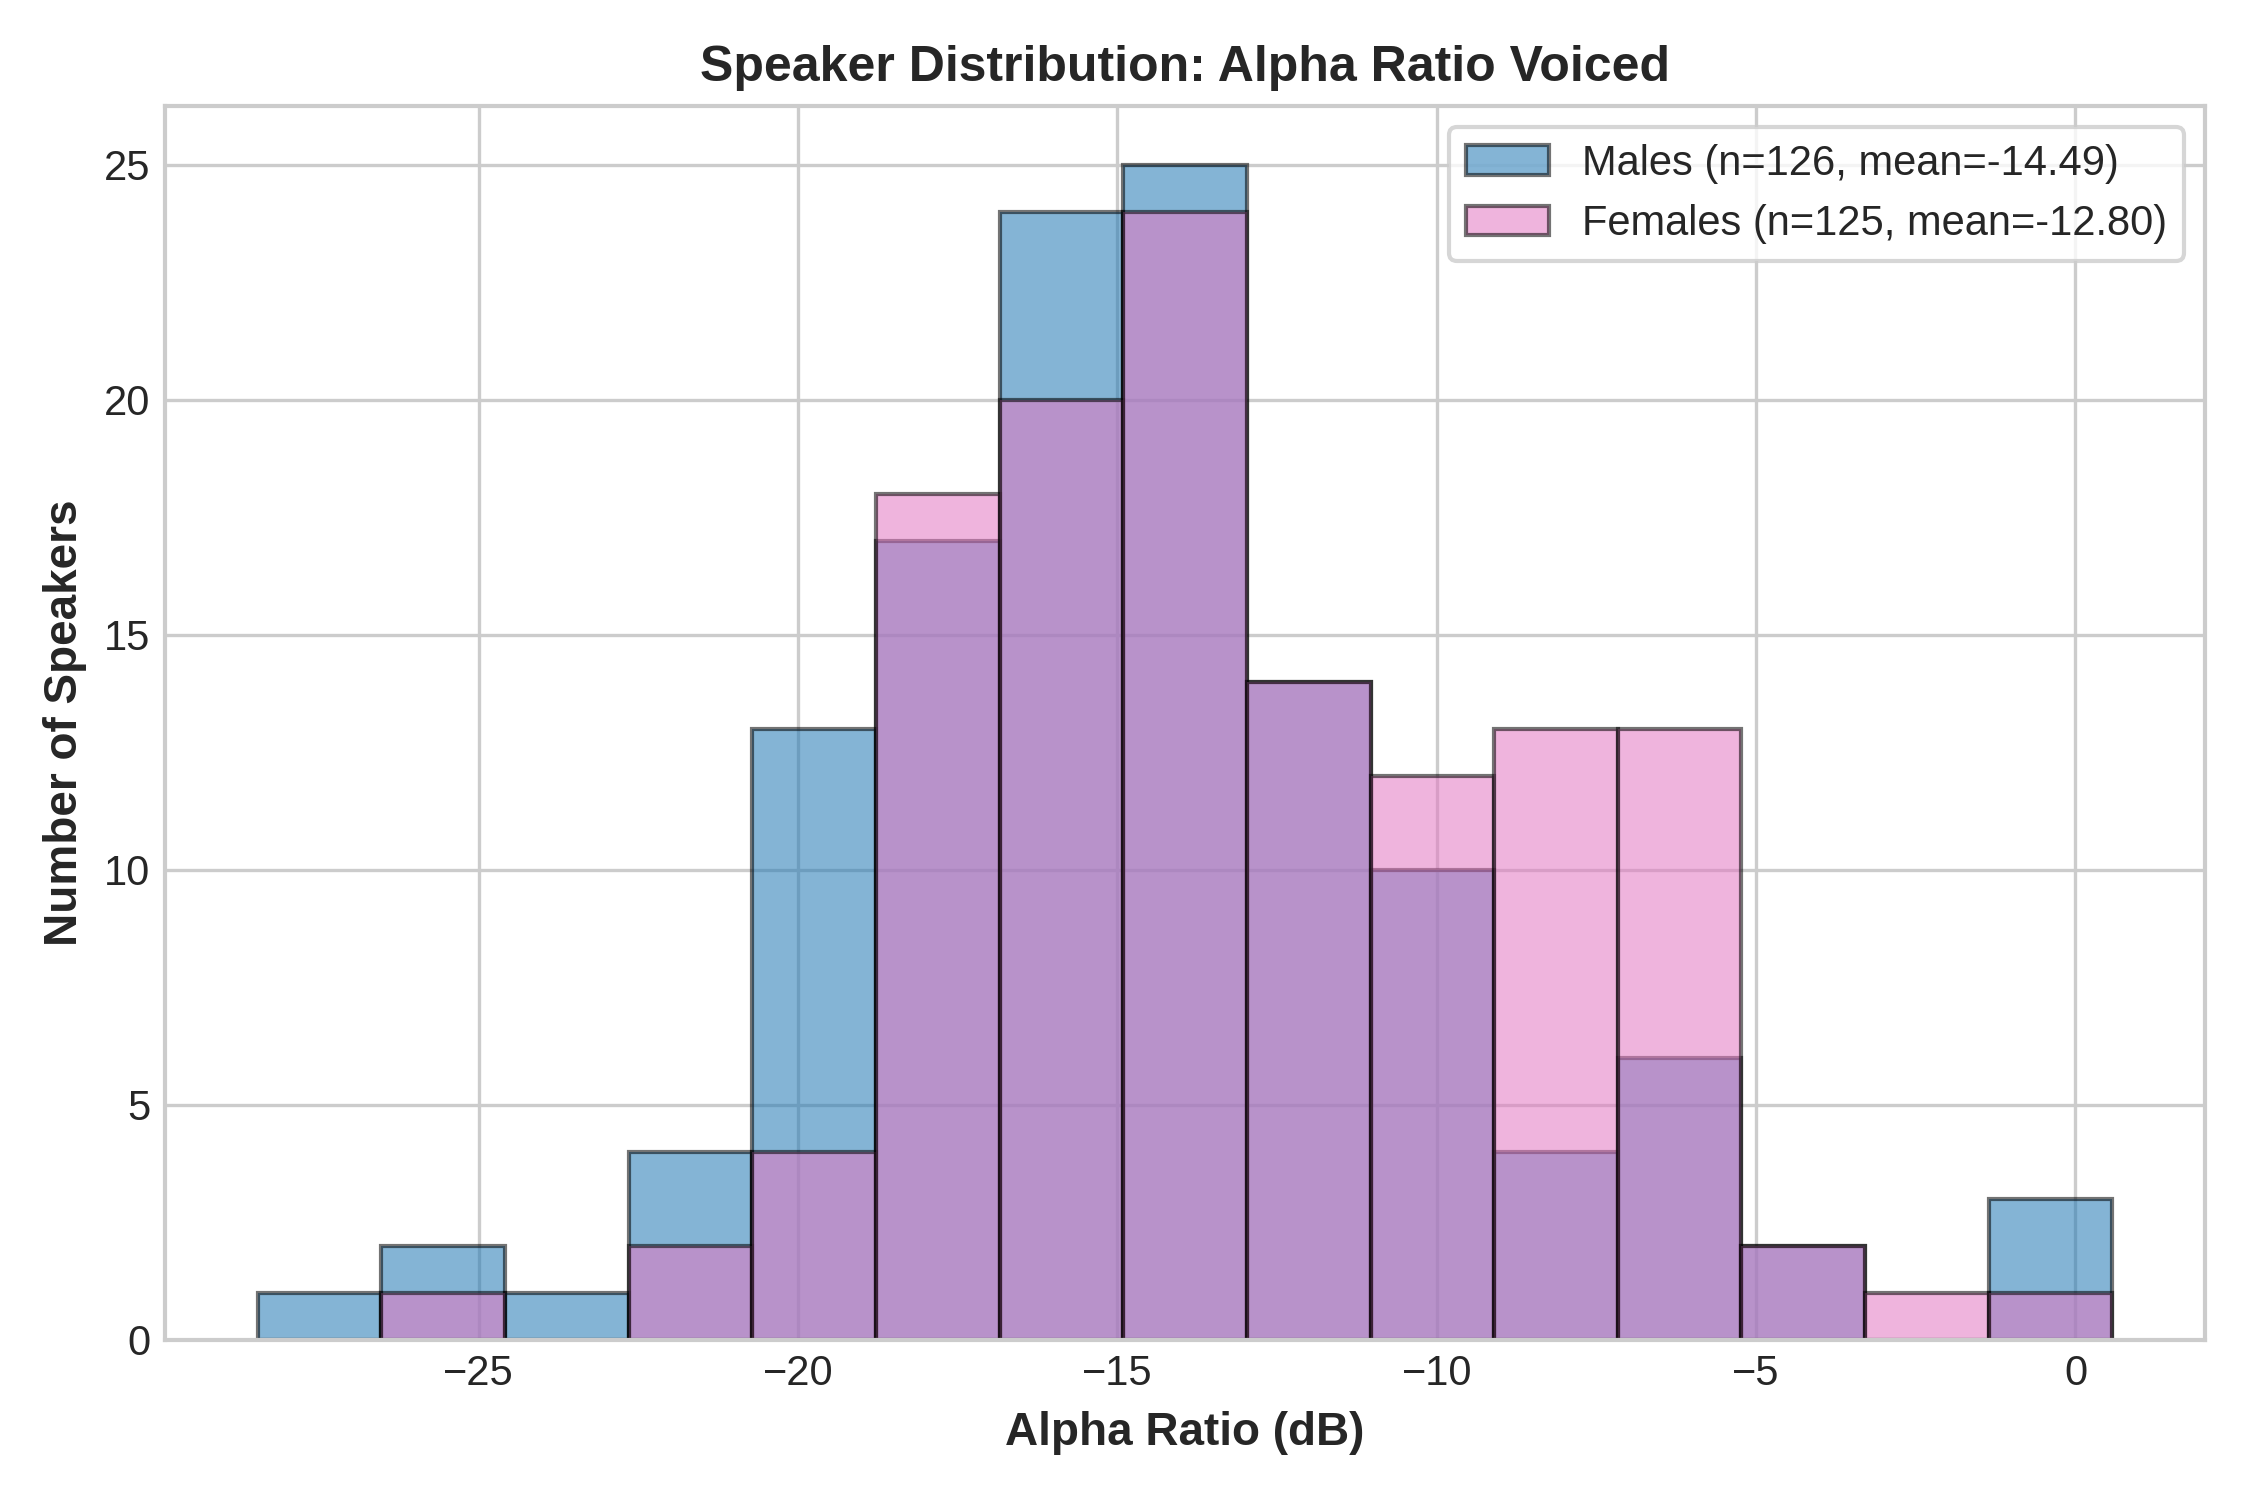 Speaker Distribution: Alpha Ratio Voiced
Males (n=126, mean=-14.49)
Females (n=125, mean=-12.80)
Number of Speakers
25
20
15
10
5
0
−25
−20
−15
−10
−5
0
Alpha Ratio (dB)